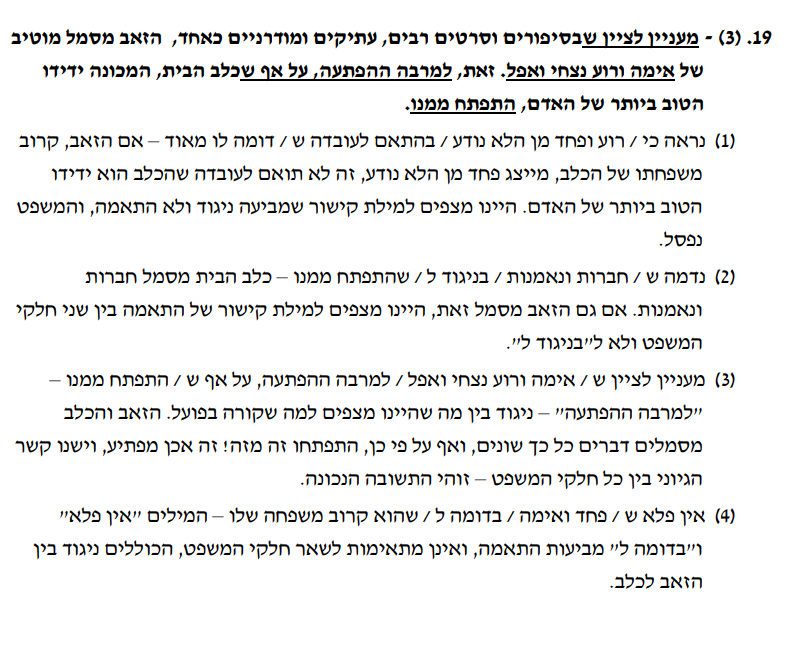 19. (3) - מעניין לציין שבסיפורים וסרטים רבים, עתיקים ומודרניים כאחד, הזאב מסמל מוטיב
של אימה ורוע נצחי ואפל. זאת, למרבה ההפתעה, על אף שכלב הבית, המכונה ידידו
הטוב ביותר של האדם, התפתח ממנו.
(1) נראה כי / רוע ופחד מן הלא נודע / בהתאם לעובדה ש / דומה לו מאוד – אם הזאב, קרוב
משפחתו של הכלב, מייצג פחד מן הלא נודע, זה לא תואם לעובדה שהכלב הוא ידידו
הטוב ביותר של האדם. היינו מצפים למילת קישור שמביעה ניגוד ולא התאמה, והמשפט
נפסל.
(2) נדמה ש / חברות ונאמנות / בניגוד ל / שהתפתח ממנו – כלב הבית מסמל חברות
ונאמנות. אם גם הזאב מסמל זאת, היינו מצפים למילת קישור של התאמה בין שני חלקי
המשפט ולא ל"בניגוד ל".
(3) מעניין לציין ש / אימה ורוע נצחי ואפל / למרבה ההפתעה, על אף ש / התפתח ממנו –
"למרבה ההפתעה" – ניגוד בין מה שהיינו מצפים למה שקורה בפועל. הזאב והכלב
מסמלים דברים כל כך שונים, ואף על פי כן, התפתחו זה מזה! זה אכן מפתיע, וישנו קשר
הגיוני בין כל חלקי המשפט – זוהי התשובה הנכונה.
(4) אין פלא ש / פחד ואימה / בדומה ל / שהוא קרוב משפחה שלו – המילים "אין פלא"
ו"בדומה ל" מביעות התאמה, ואינן מתאימות לשאר חלקי המשפט, הכוללים ניגוד בין
הזאב לכלב.